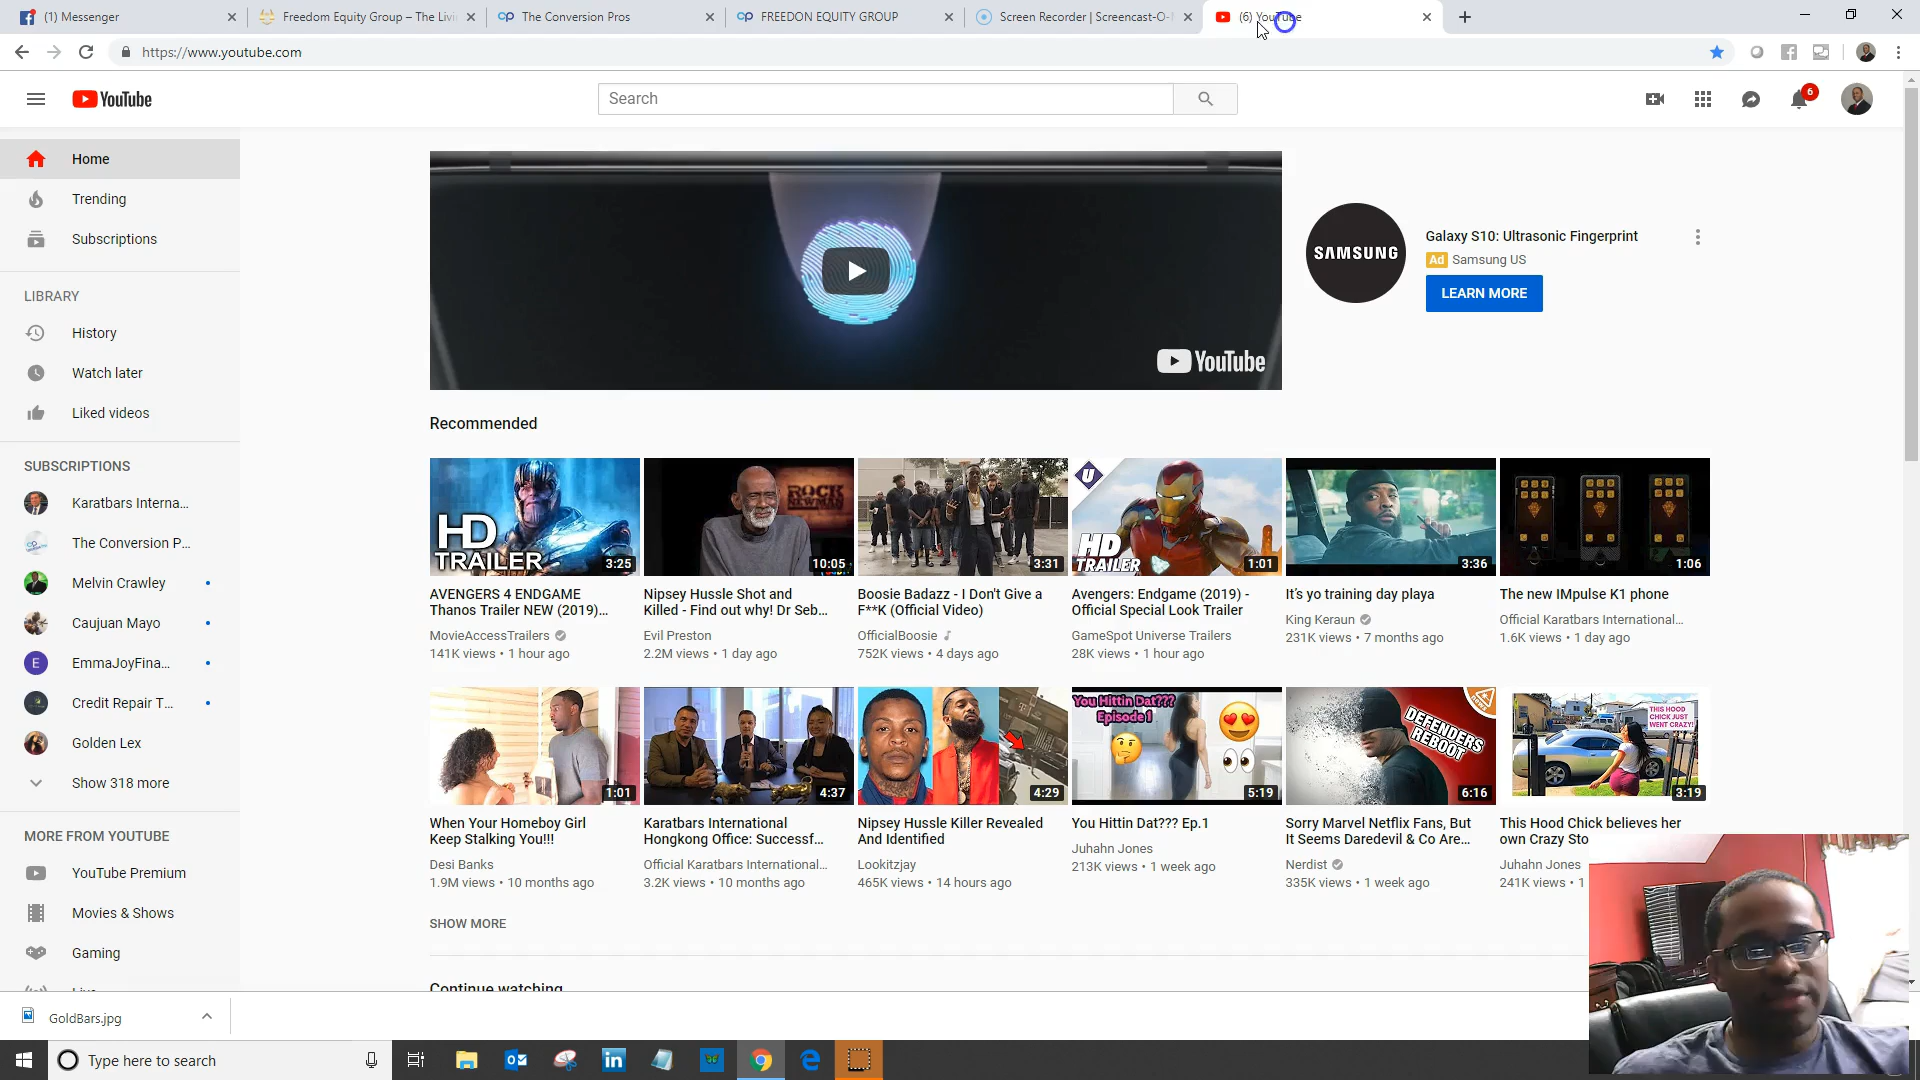 (1) Messenger
Freedom Equity Group – The Livi
The Conversion Pros
FREEDON EQUITY GROUP
Screen Recorder | Screencast-O-
(6) YouTube
https://www.youtube.com
YouTube
Search
6
Home
Trending
Subscriptions
LIBRARY
History
Watch later
Liked videos
SUBSCRIPTIONS
Karatbars Interna...
The Conversion P...
Melvin Crawley
Caujuan Mayo
E
EmmaJoyFina...
Credit Repair T...
Golden Lex
Show 318 more
MORE FROM YOUTUBE
YouTube Premium
Movies & Shows
Gaming
YouTube
SAMSUNG
Galaxy S10: Ultrasonic Fingerprint
Ad Samsung US
LEARN MORE
Recommended
HD
TRAILER
3:25
AVENGERS 4 ENDGAME
Thanos Trailer NEW (2019)...
MovieAccessTrailers
141K views • 1 hour ago
ROCK
NEWMAN
10:05
Nipsey Hussle Shot and
Killed - Find out why! Dr Seb...
Evil Preston
2.2M views • 1 day ago
3:31
Boosie Badazz - I Don't Give a
F**K (Official Video)
OfficialBoosie
752K views • 4 days ago
U
HD
TRAILER
1:01
Avengers: Endgame (2019) -
Official Special Look Trailer
GameSpot Universe Trailers
28K views • 1 hour ago
3:36
It's yo training day playa
King Keraun
231K views • 7 months ago
1:06
The new IMpulse K1 phone
Official Karatbars International...
1.6K views • 1 day ago
1:01
When Your Homeboy Girl
Keep Stalking You!!!
Desi Banks
1.9M views • 10 months ago
4:37
Karatbars International
Hongkong Office: Successf...
Official Karatbars International...
3.2K views • 10 months ago
4:29
Nipsey Hussle Killer Revealed
And Identified
Lookitzjay
465K views • 14 hours ago
You Hittin Dat???
Episode 1
5:19
You Hittin Dat??? Ep.1
Juhahn Jones
213K views • 1 week ago
DEFENDERS
REBOOT
6:16
Sorry Marvel Netflix Fans, But
It Seems Daredevil & Co Are...
Nerdist
335K views • 1 week ago
THIS HOOD
CHICK JUST
WENT CRAZY!
3:19
This Hood Chick believes her
own Crazy Sto
Juhahn Jones
241K views • 1
SHOW MORE
Continue watching
GoldBars.jpg
Type here to search